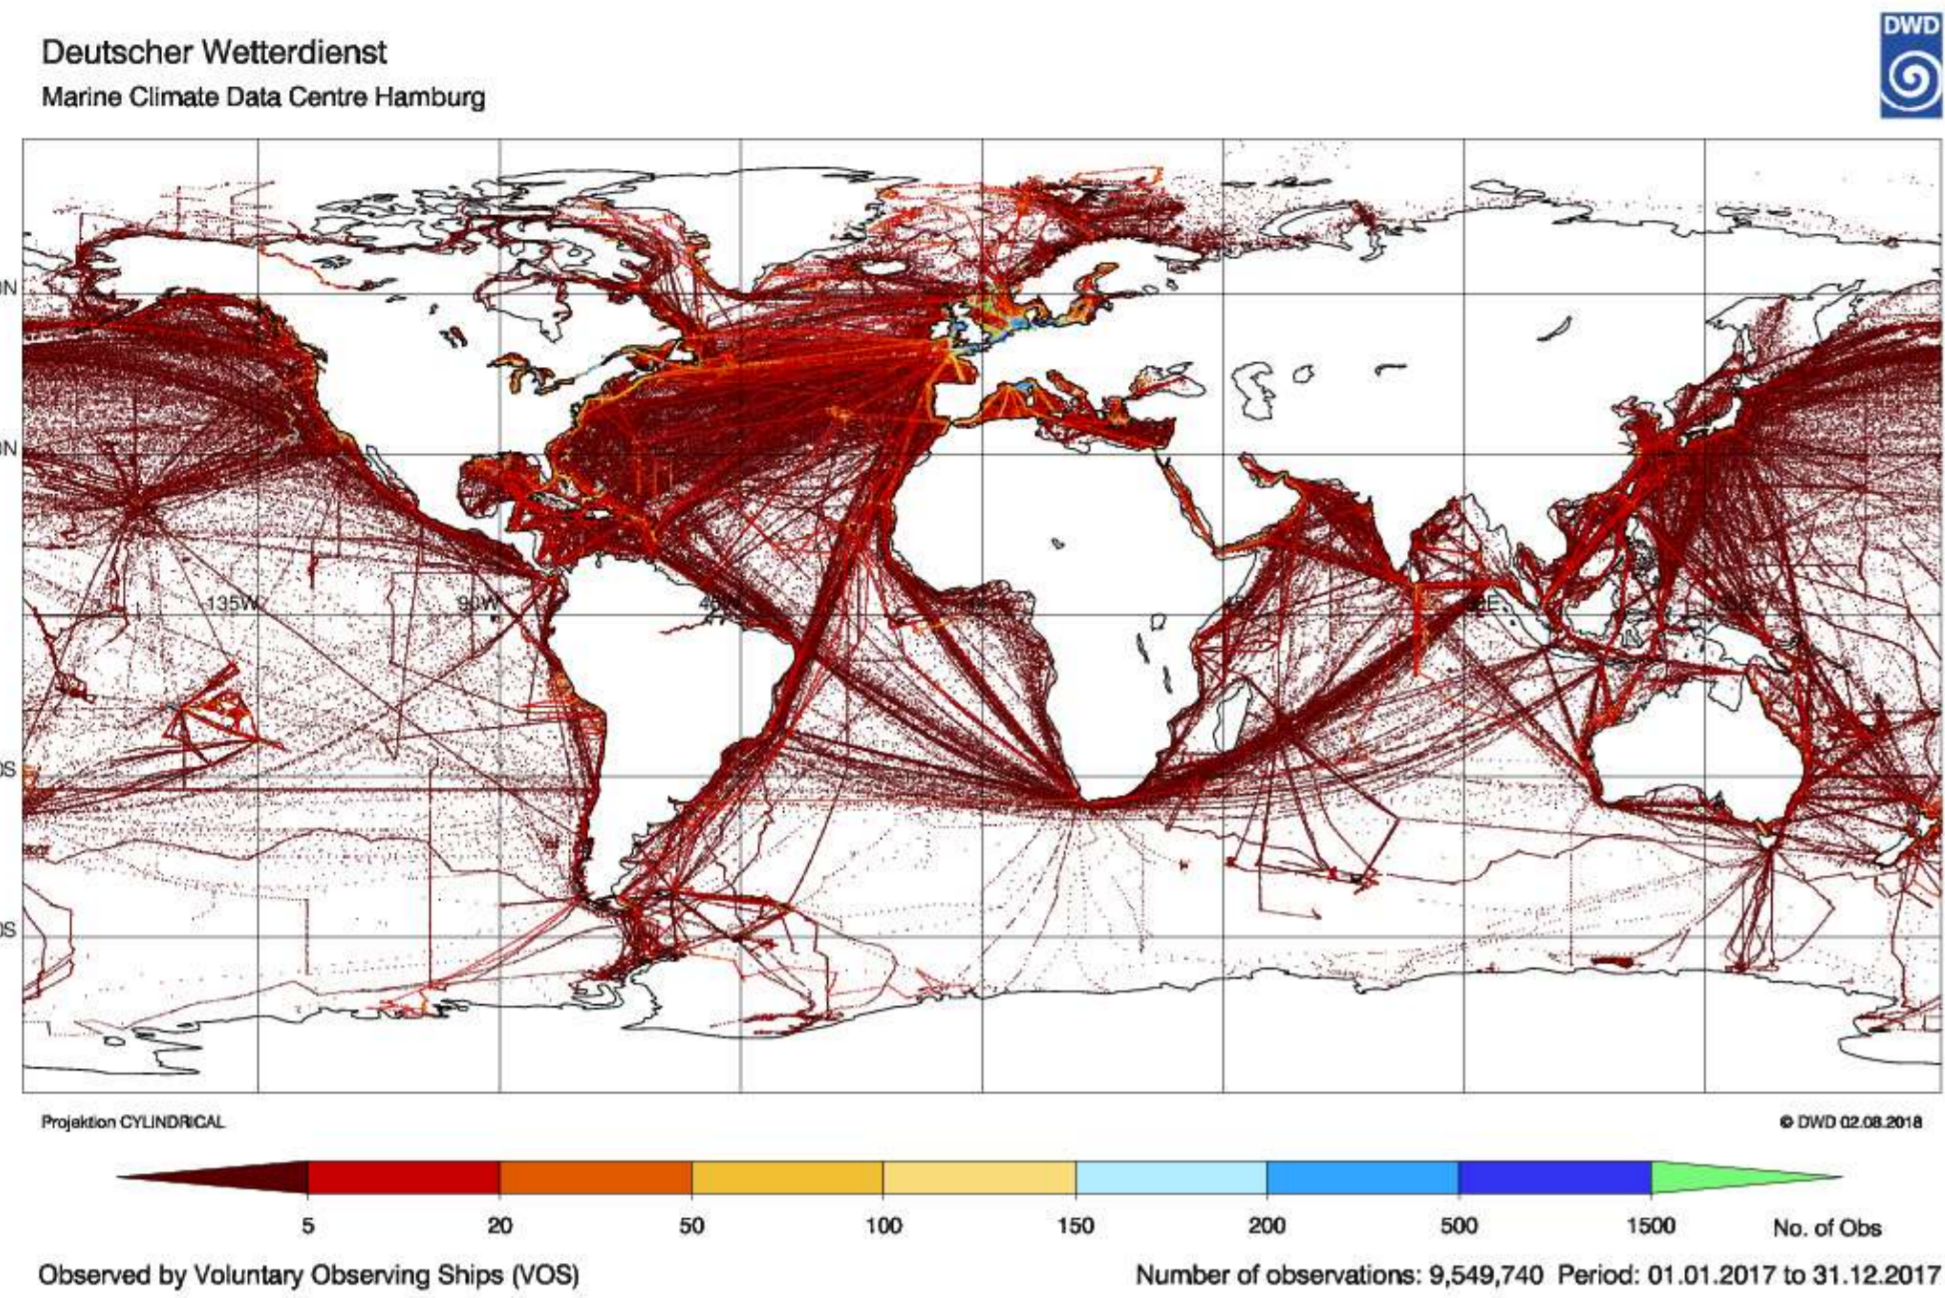 Deutscher Wetterdienst
Marine Climate Data Centre Hamburg
DWD
135W
90W
Projektion CYLINDRICAL
© DWD 02.08.2018
5 20 50 100 150 200 500 1500 No. of Obs
Observed by Voluntary Observing Ships (VOS)
Number of observations: 9,549,740 Period: 01.01.2017 to 31.12.2017